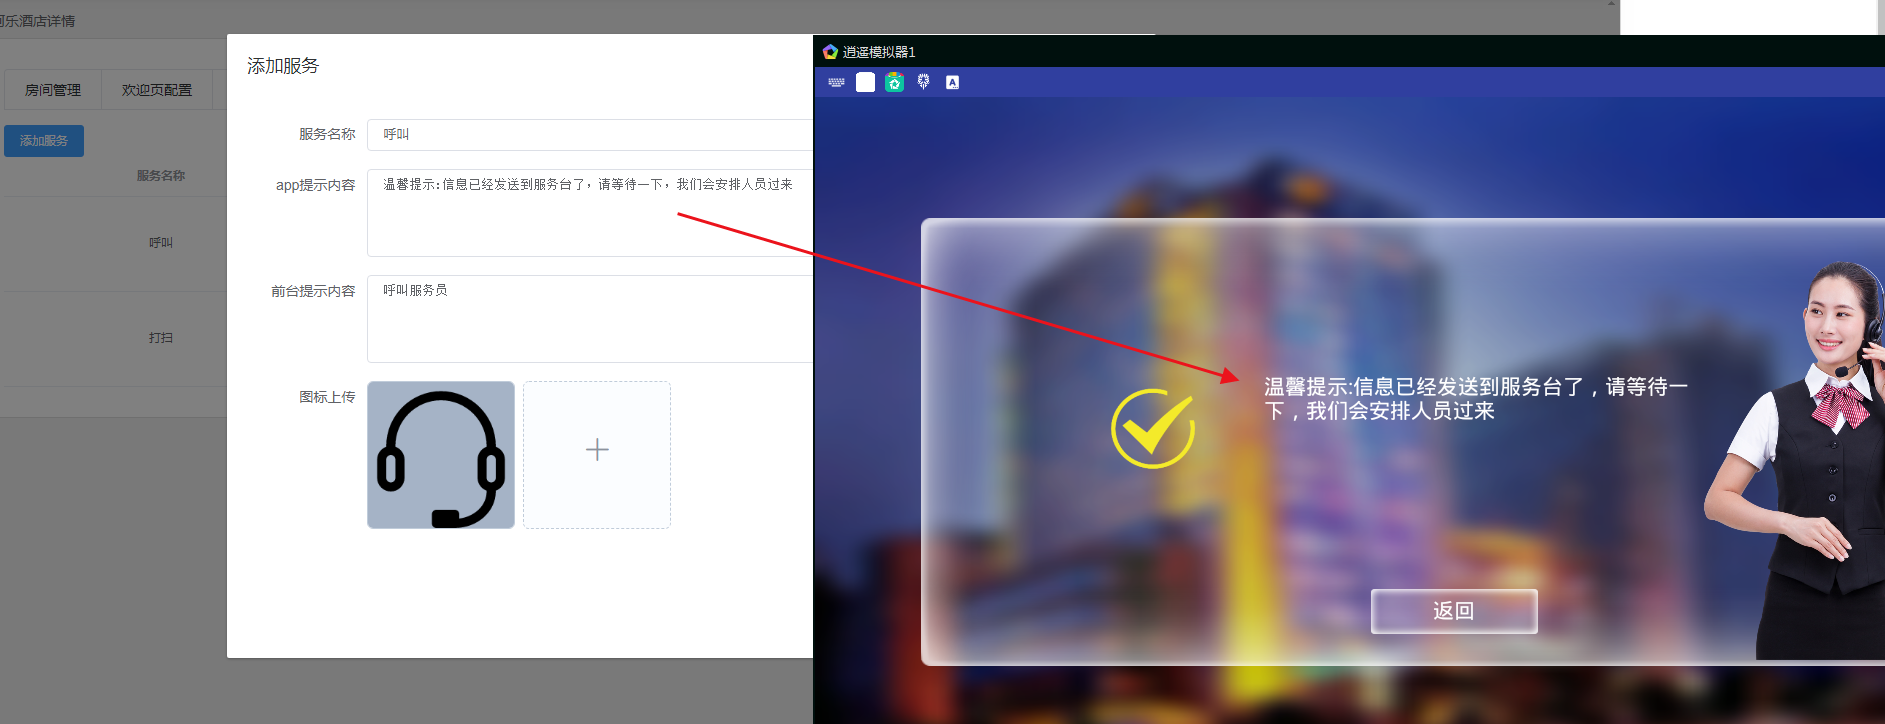 可乐酒店详情
房间管理
欢迎页配置
添加服务
服务名称
呼叫
打扫
添加服务
服务名称
呼叫
app提示内容
温馨提示:信息已经发送到服务台了，请等待一下，我们会安排人员过来
前台提示内容
呼叫服务员
图标上传
逍遥模拟器1
A
温馨提示:信息已经发送到服务台了，请等待一
下，我们会安排人员过来
返回